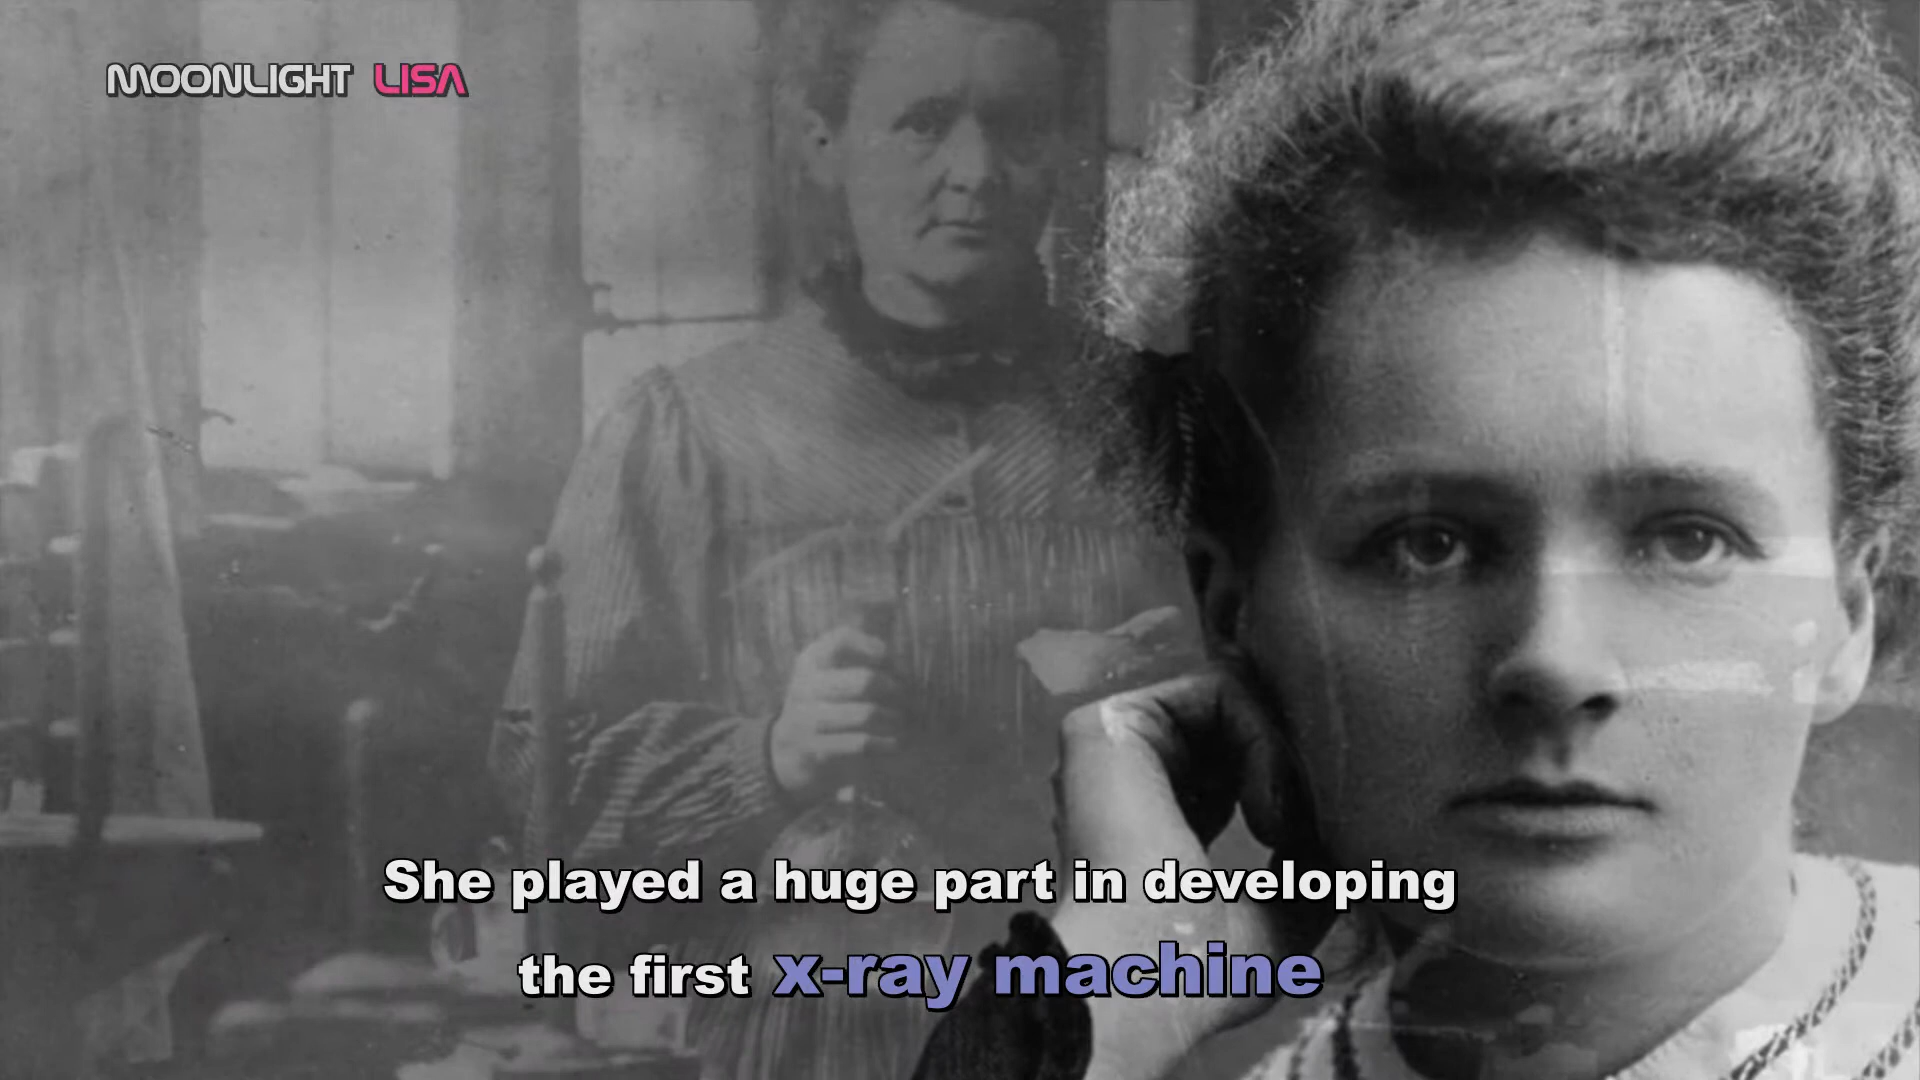 MOONLIGHT LISA
She played a huge part in developing
the first x-ray machine